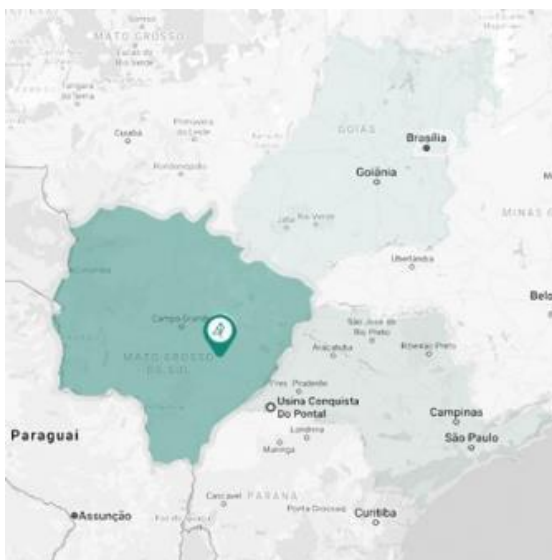 MATO GROSSO
Cuiabá
Rondonópolis
GOIÁS
Brasília
Goiânia
Jataí
Rio Verde
MINAS
Uberlândia
Campo Grande
MATO GROSSO
DO SUL
São José do
Rio Preto
Araçatuba
Ribeirão Preto
Pres. Prudente
Usina Conquista
Do Pontal
Campinas
São Paulo
Londrina
Maringá
Paraguai
Cascavel
PARANÁ
Ponta Grossa
Curitiba
Assunção